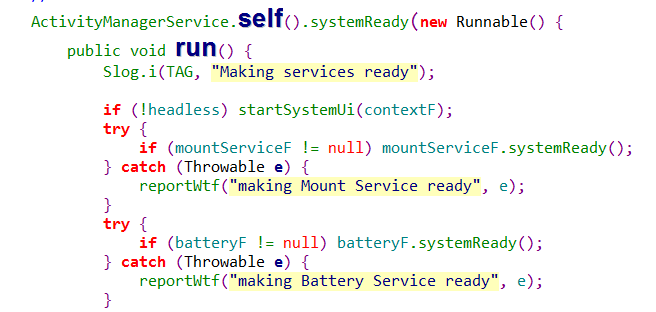 ActivityManagerService.self().systemReady(new Runnable() {
public void run() {
Slog.i(TAG, "Making services ready");
if (!headless) startSystemUi(contextF);
try {
if (mountServiceF != null) mountServiceF.systemReady();
} catch (Throwable e) {
reportWtf("making Mount Service ready", e);
}
try {
if (batteryF != null) batteryF.systemReady();
} catch (Throwable e) {
reportWtf("making Battery Service ready", e);
}